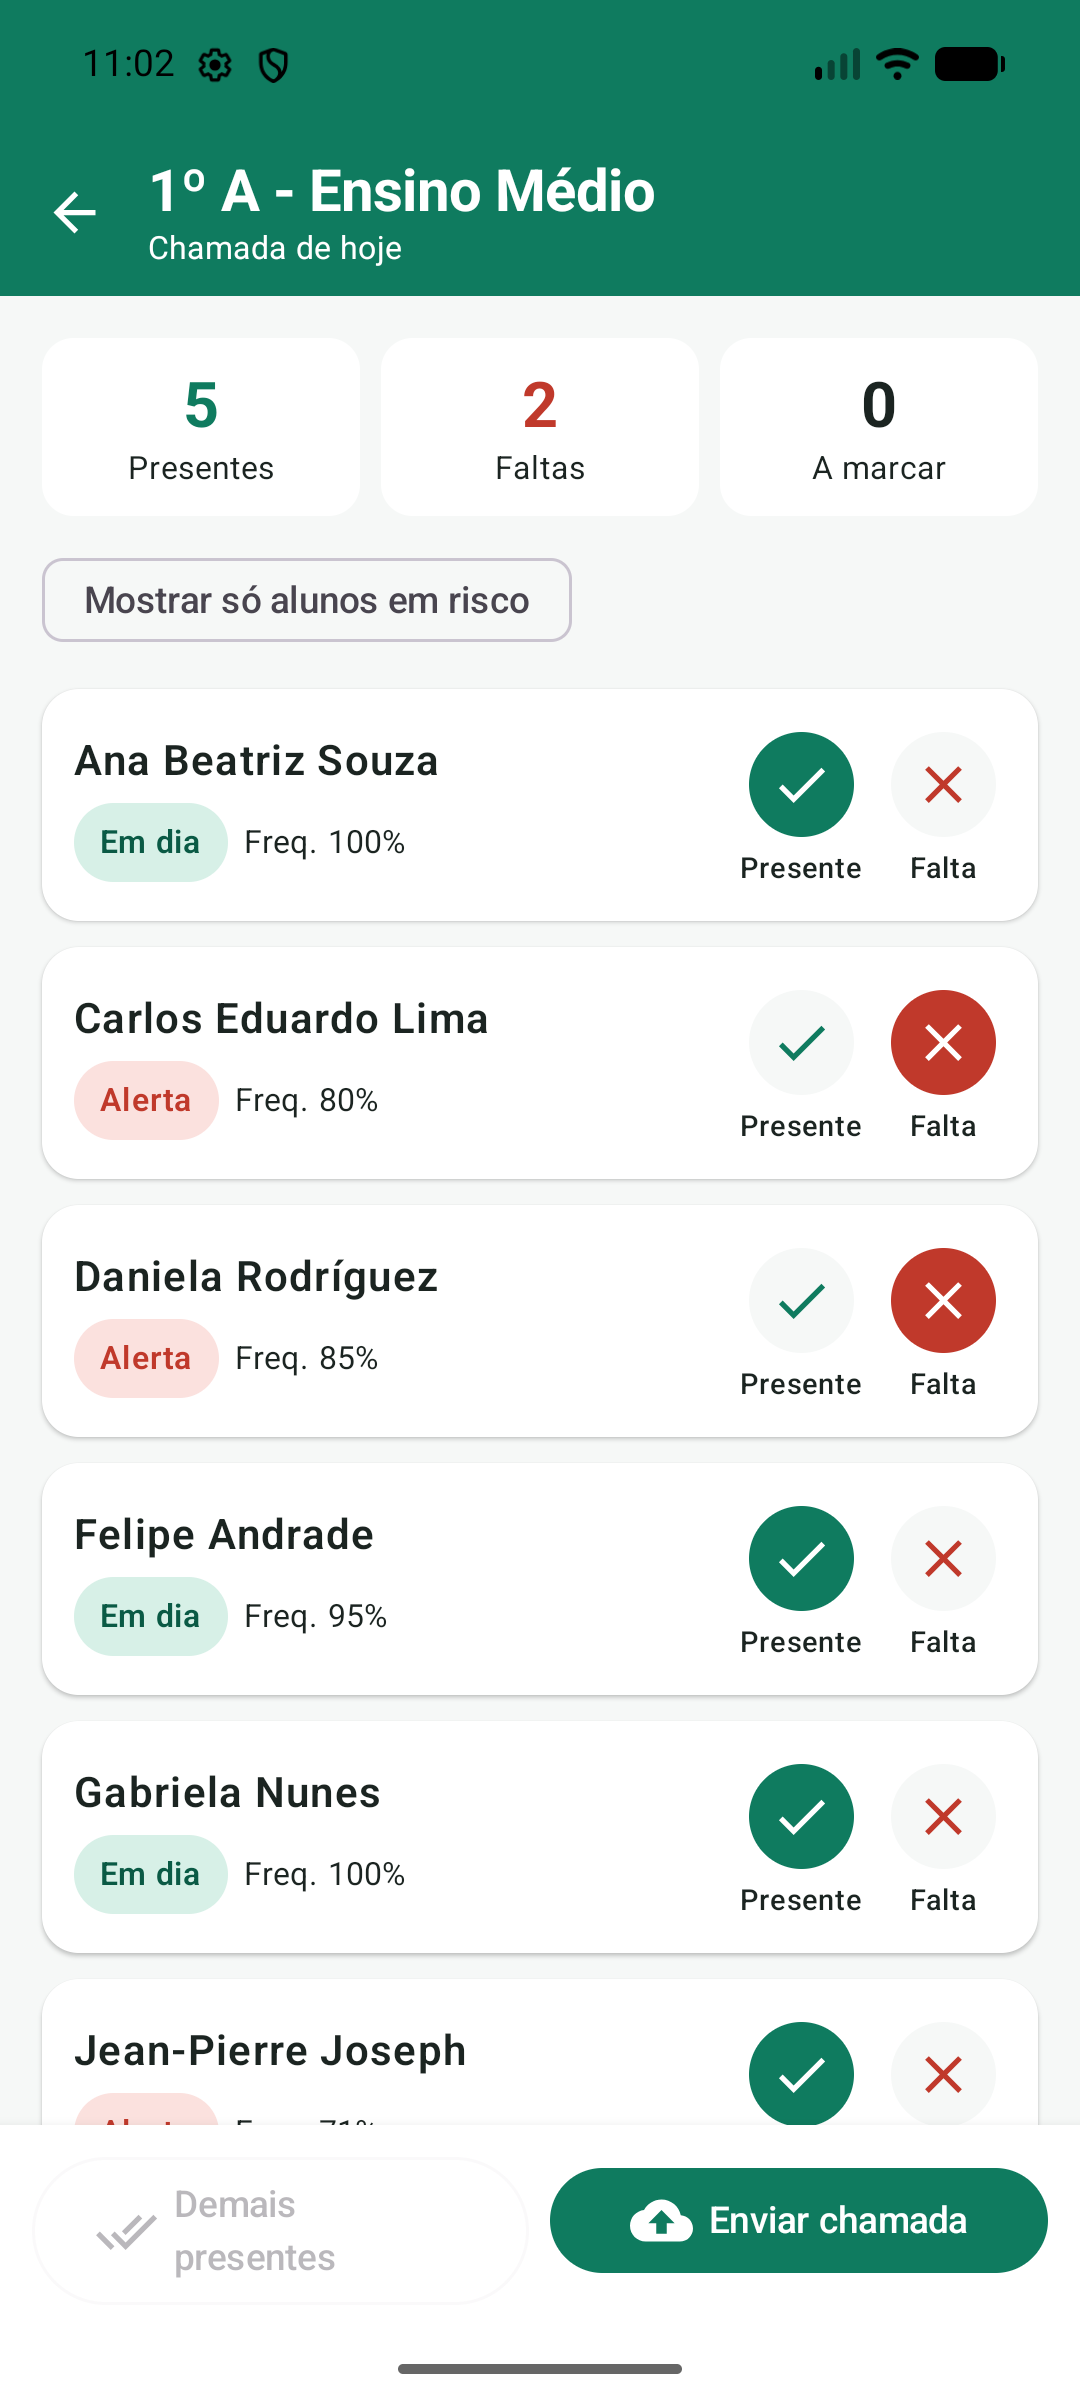 11:02
1º A - Ensino Médio
Chamada de hoje
5
Presentes
2
Faltas
0
A marcar
Mostrar só alunos em risco
Ana Beatriz Souza
Em dia
Freq. 100%
Presente
Falta
Carlos Eduardo Lima
Alerta
Freq. 80%
Presente
Falta
Daniela Rodríguez
Alerta
Freq. 85%
Presente
Falta
Felipe Andrade
Em dia
Freq. 95%
Presente
Falta
Gabriela Nunes
Em dia
Freq. 100%
Presente
Falta
Jean-Pierre Joseph
Demais
presentes
Enviar chamada